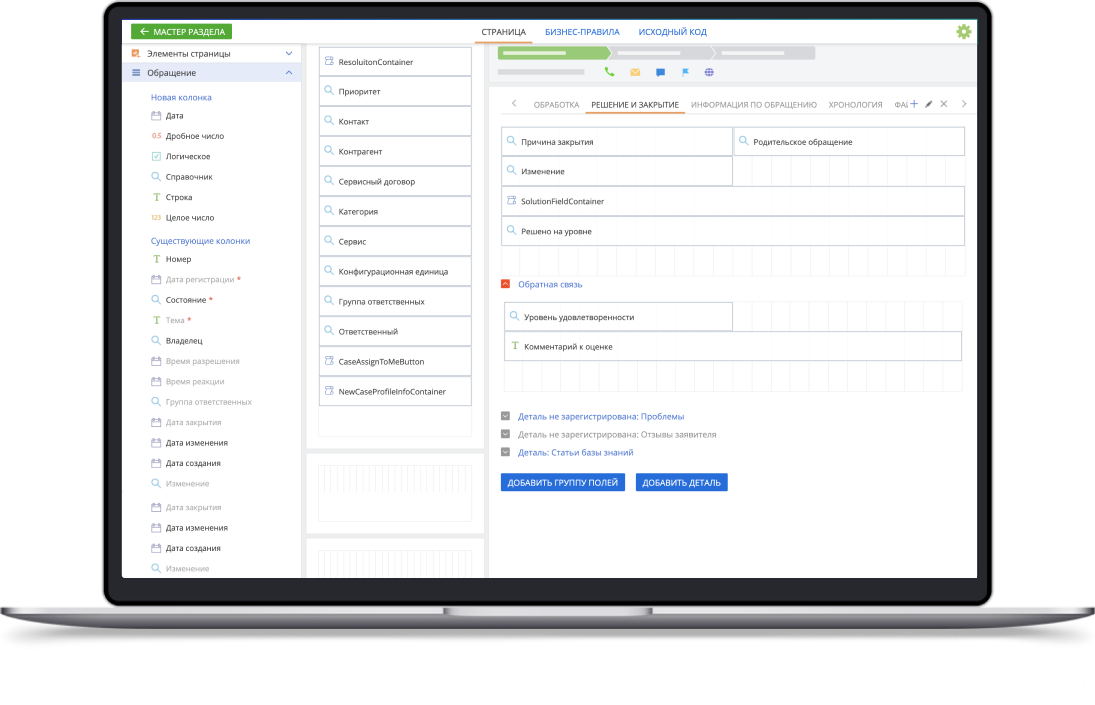 МАСТЕР РАЗДЕЛА
СТРАНИЦА
БИЗНЕС-ПРАВИЛА
ИСХОДНЫЙ КОД
Элементы страницы
Обращение
Новая колонка
Дата
0.5 Дробное число
Логическое
Справочник
T Строка
123 Целое число
Существующие колонки
T Номер
Дата регистрации *
Состояние *
T Тема *
Владелец
Время разрешения
Время реакции
Группа ответственных
Дата закрытия
Дата изменения
Дата создания
Изменение
Дата закрытия
Дата изменения
Дата создания
Изменение
ResoluitonContainer
Приоритет
Контакт
Контрагент
Сервисный договор
Категория
Сервис
Конфигурационная единица
Группа ответственных
Ответственный
CaseAssignToMeButton
NewCaseProfileInfoContainer
ОБРАБОТКА
РЕШЕНИЕ И ЗАКРЫТИЕ
ИНФОРМАЦИЯ ПО ОБРАЩЕНИЮ
ХРОНОЛОГИЯ
Причина закрытия
Родительское обращение
Изменение
SolutionFieldContainer
Решено на уровне
Обратная связь
Уровень удовлетворенности
T Комментарий к оценке
Деталь не зарегистрирована: Проблемы
Деталь не зарегистрирована: Отзывы заявителя
Деталь: Статьи базы знаний
ДОБАВИТЬ ГРУППУ ПОЛЕЙ
ДОБАВИТЬ ДЕТАЛЬ